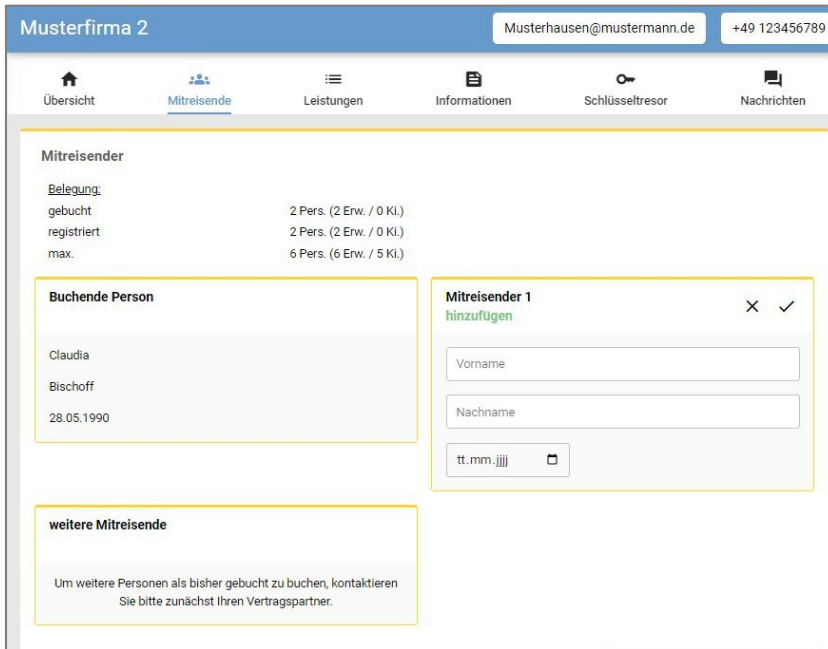 Musterfirma 2
Musterhausen@mustermann.de
+49 123456789
Übersicht
Mitreisende
Leistungen
Informationen
Schlüsseltresor
Nachrichten
Mitreisender
Belegung:
gebucht 2 Pers. (2 Erw. / 0 Ki.)
registriert 2 Pers. (2 Erw. / 0 Ki.)
max. 6 Pers. (6 Erw. / 5 Ki.)
Buchende Person
Claudia
Bischoff
28.05.1990
Mitreisender 1
hinzufügen
Vorname
Nachname
tt.mm.jjjj
weitere Mitreisende
Um weitere Personen als bisher gebucht zu buchen, kontaktieren
Sie bitte zunächst Ihren Vertragspartner.